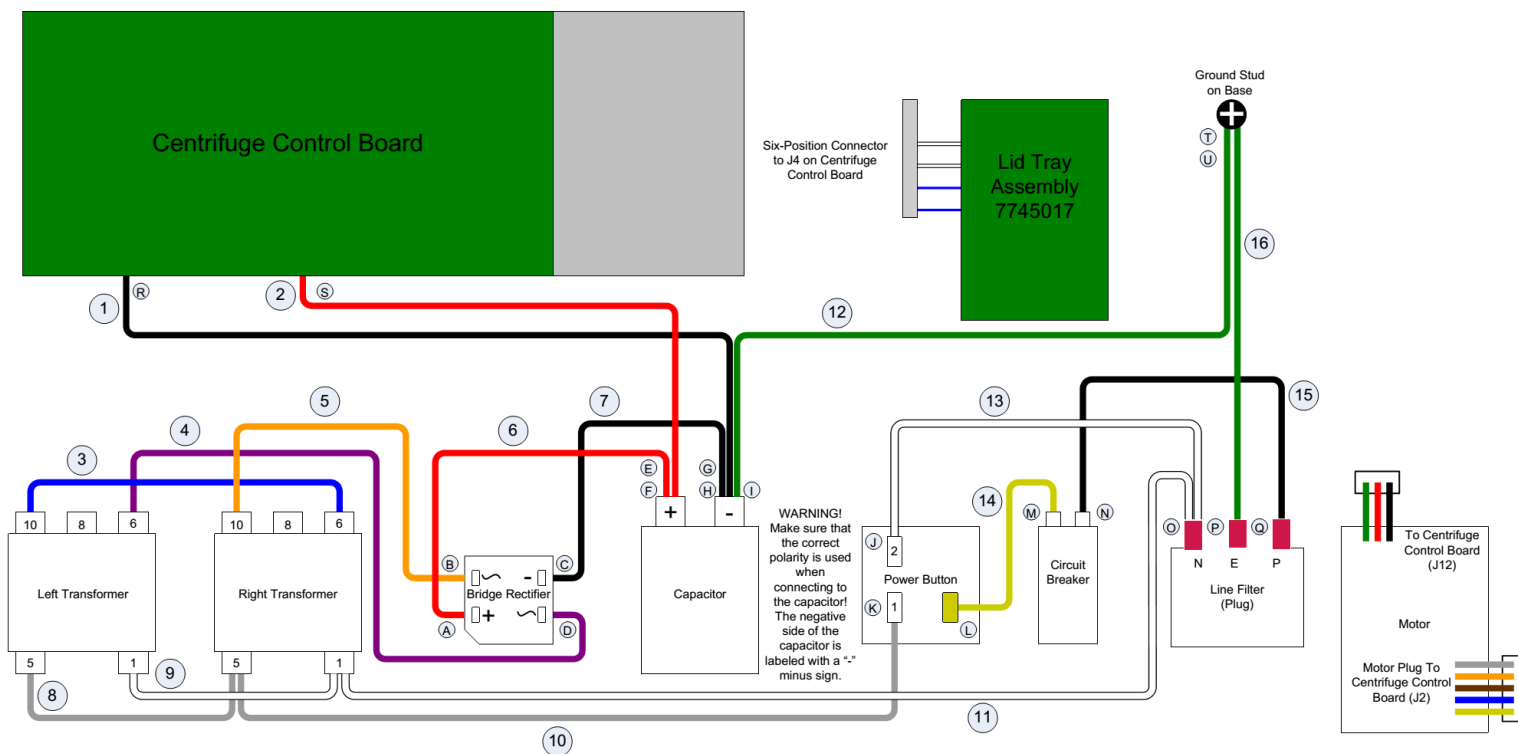 Centrifuge Control Board
Six-Position Connector
to J4 on Centrifuge
Control Board
Lid Tray
Assembly
7745017
Ground Stud
on Base
T
U
16
1
R
2
S
12
5
7
13
15
4
6
3
E
G
F
H
I
14
10
8
6
10
8
6
+
-
WARNING!
Make sure that
the correct
polarity is used
when
connecting to
the capacitor!
The negative
side of the
capacitor is
labeled with a “-”
minus sign.
M
N
O
P
Q
J
2
B
C
-
Bridge Rectifier
+
A
D
Left Transformer
Right Transformer
Capacitor
Power Button
K
1
L
Circuit
Breaker
N
E
P
Line Filter
(Plug)
To Centrifuge
Control Board
(J12)
Motor
Motor Plug To
Centrifuge Control
Board (J2)
5
1
5
1
9
8
10
11